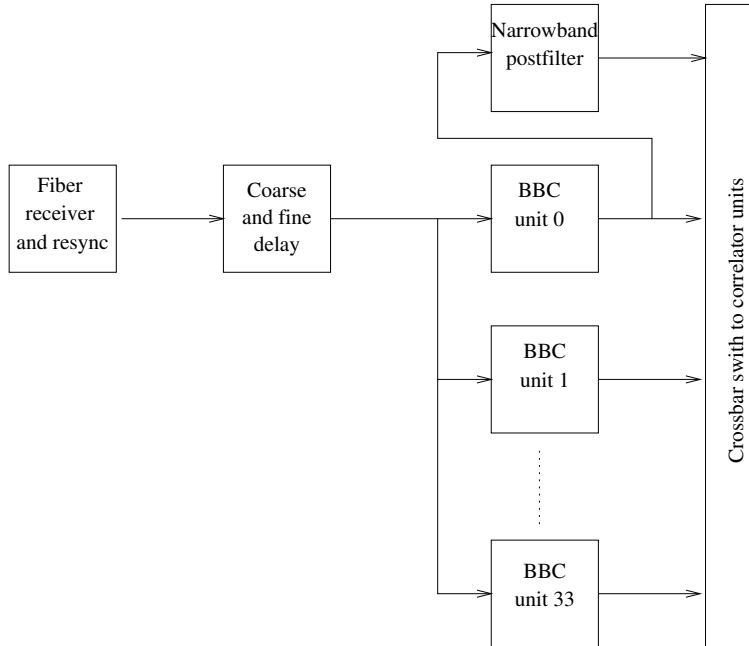 Narrowband
postfilter
Fiber
receiver
and resync
Coarse
and fine
delay
BBC
unit 0
BBC
unit 1
BBC
unit 33
Crossbar swith to correlator units